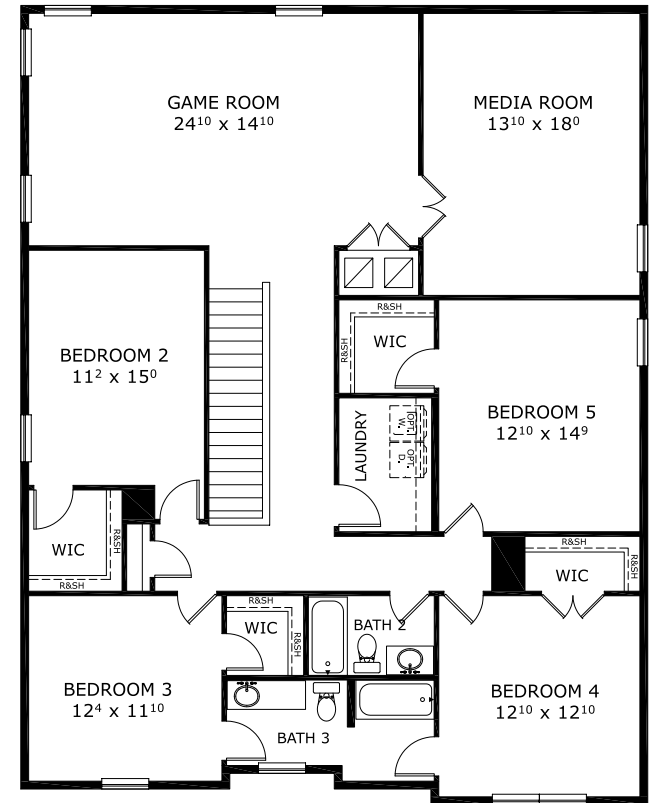 GAME ROOM
24¹⁰ x 14¹⁰
MEDIA ROOM
13¹⁰ x 18⁰
R&SH
R&SH
WIC
BEDROOM 2
11² x 15⁰
BEDROOM 5
12¹⁰ x 14⁹
LAUNDRY
(OPT.
W.)
OPT.
D.
WIC
R&SH
R&SH
R&SH
R&SH
WIC
R&SH
R&SH
WIC
BATH 2
BEDROOM 3
12⁴ x 11¹⁰
BEDROOM 4
12¹⁰ x 12¹⁰
BATH 3